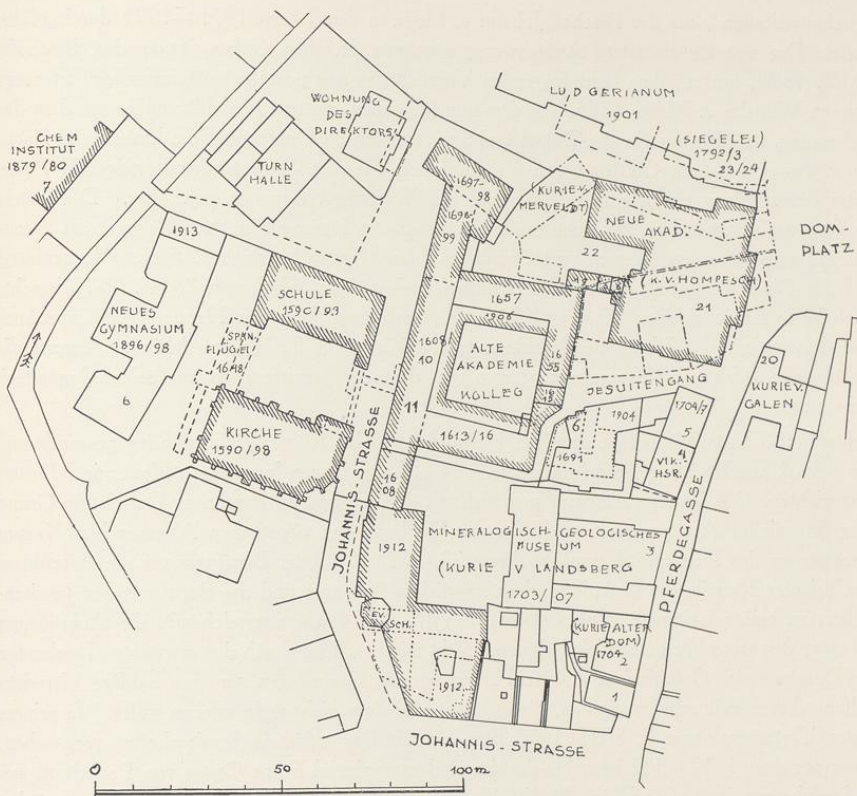 LUDGERIANUM
1901
(SIEGELEI)
1792/3
23/24
WOHNUNG
DES
DIREKTORS
CHEM
INSTITUT
1879/80
7
TURN
HALLE
1697-
98
1698
99
(KURIE V.
MERVELDT)
NEUE
AKAD.
22
DOM-
PLATZ
1913
(K. V. HOMPESCH)
21
SCHULE
1590/93
1657
1906
NEUES
GYMNASIUM
1896/98
6
SPAN.
FLÜGEL
1648
1608/
10
ALTE
AKADEMIE
KOLLEG
16
55
JESUITENGANG
20
KURIE V.
GALEN
11
KIRCHE
1590/98
1613/16
6
1691
1904
1704/7
5
4
VIK.-
HSR.
16
08
JOHANNIS-STRASSE
PFERDEGASSE
1912
MINERALOGISCH-GEOLOGISCHES
MUSEUM
3
(KURIE V LANDSBERG
1703/07
EV.
SCH.
(KURIE ALTER
DOM)
1704
2
1
1912
JOHANNIS-STRASSE
0 50 100m